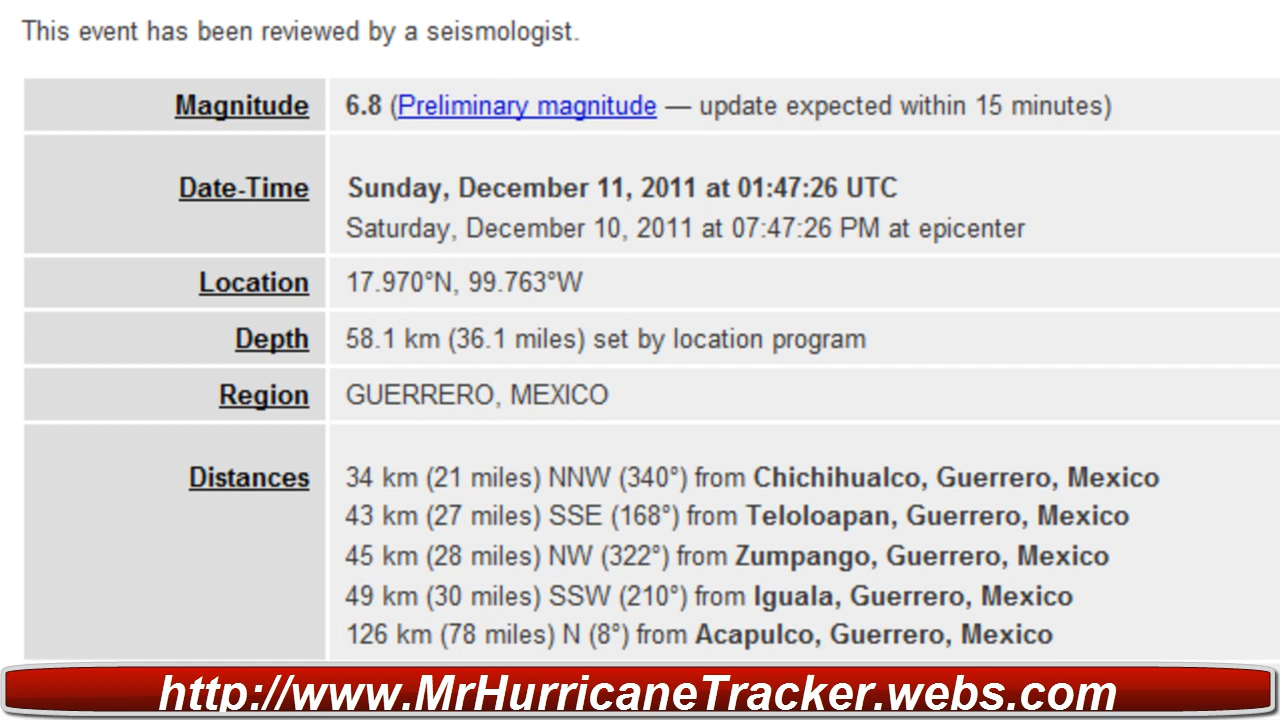 This event has been reviewed by a seismologist.
Magnitude 6.8 (Preliminary magnitude — update expected within 15 minutes)
Date-Time Sunday, December 11, 2011 at 01:47:26 UTC
Saturday, December 10, 2011 at 07:47:26 PM at epicenter
Location 17.970°N, 99.763°W
Depth 58.1 km (36.1 miles) set by location program
Region GUERRERO, MEXICO
Distances 34 km (21 miles) NNW (340°) from Chichihualco, Guerrero, Mexico
43 km (27 miles) SSE (168°) from Teloloapan, Guerrero, Mexico
45 km (28 miles) NW (322°) from Zumpango, Guerrero, Mexico
49 km (30 miles) SSW (210°) from Iguala, Guerrero, Mexico
126 km (78 miles) N (8°) from Acapulco, Guerrero, Mexico
http://www.MrHurricaneTracker.webs.com